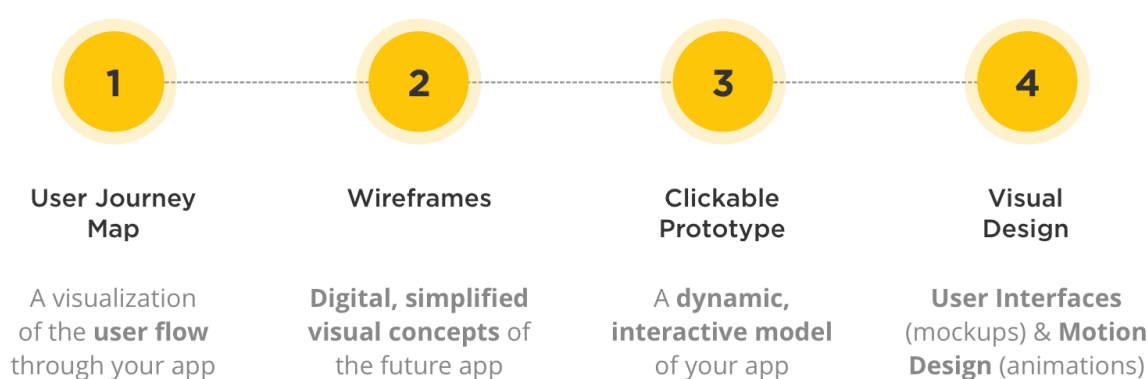 1
2
3
4
User Journey
Map
Wireframes
Clickable
Prototype
Visual
Design
A visualization
of the user flow
through your app
Digital, simplified
visual concepts of
the future app
A dynamic,
interactive model
of your app
User Interfaces
(mockups) & Motion
Design (animations)